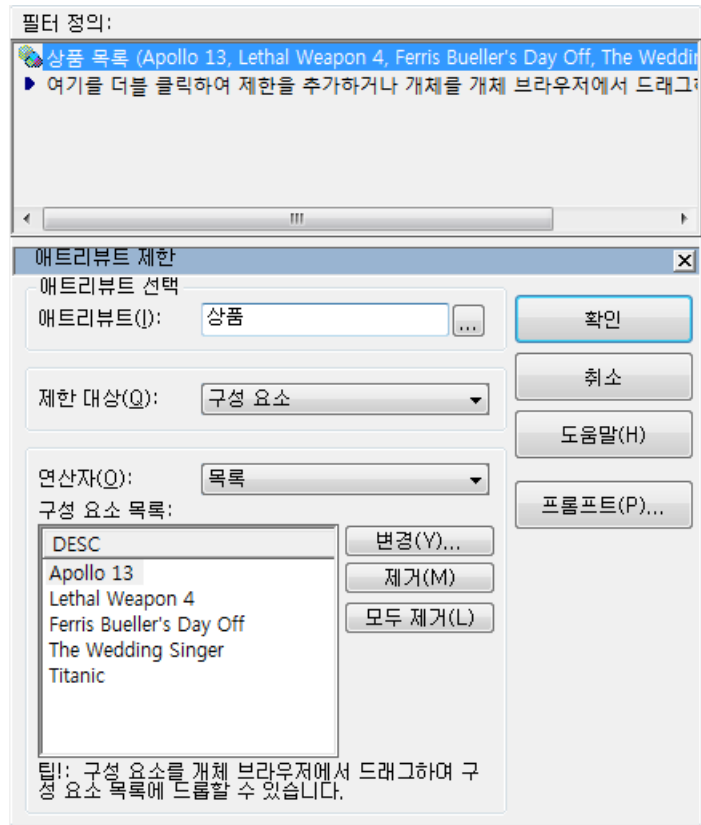 필터 정의:
상품 목록 (Apollo 13, Lethal Weapon 4, Ferris Bueller's Day Off, The Weddin
여기를 더블 클릭하여 제한을 추가하거나 개체를 개체 브라우저에서 드래그하
애트리뷰트 제한
애트리뷰트 선택
애트리뷰트(I): 상품 ...
확인
제한 대상(Q): 구성 요소
취소
도움말(H)
연산자(O): 목록
프롬프트(P)...
구성 요소 목록:
DESC
변경(Y)...
Apollo 13
제거(M)
Lethal Weapon 4
Ferris Bueller's Day Off
모두 제거(L)
The Wedding Singer
Titanic
팁!: 구성 요소를 개체 브라우저에서 드래그하여 구
성 요소 목록에 드롭할 수 있습니다.